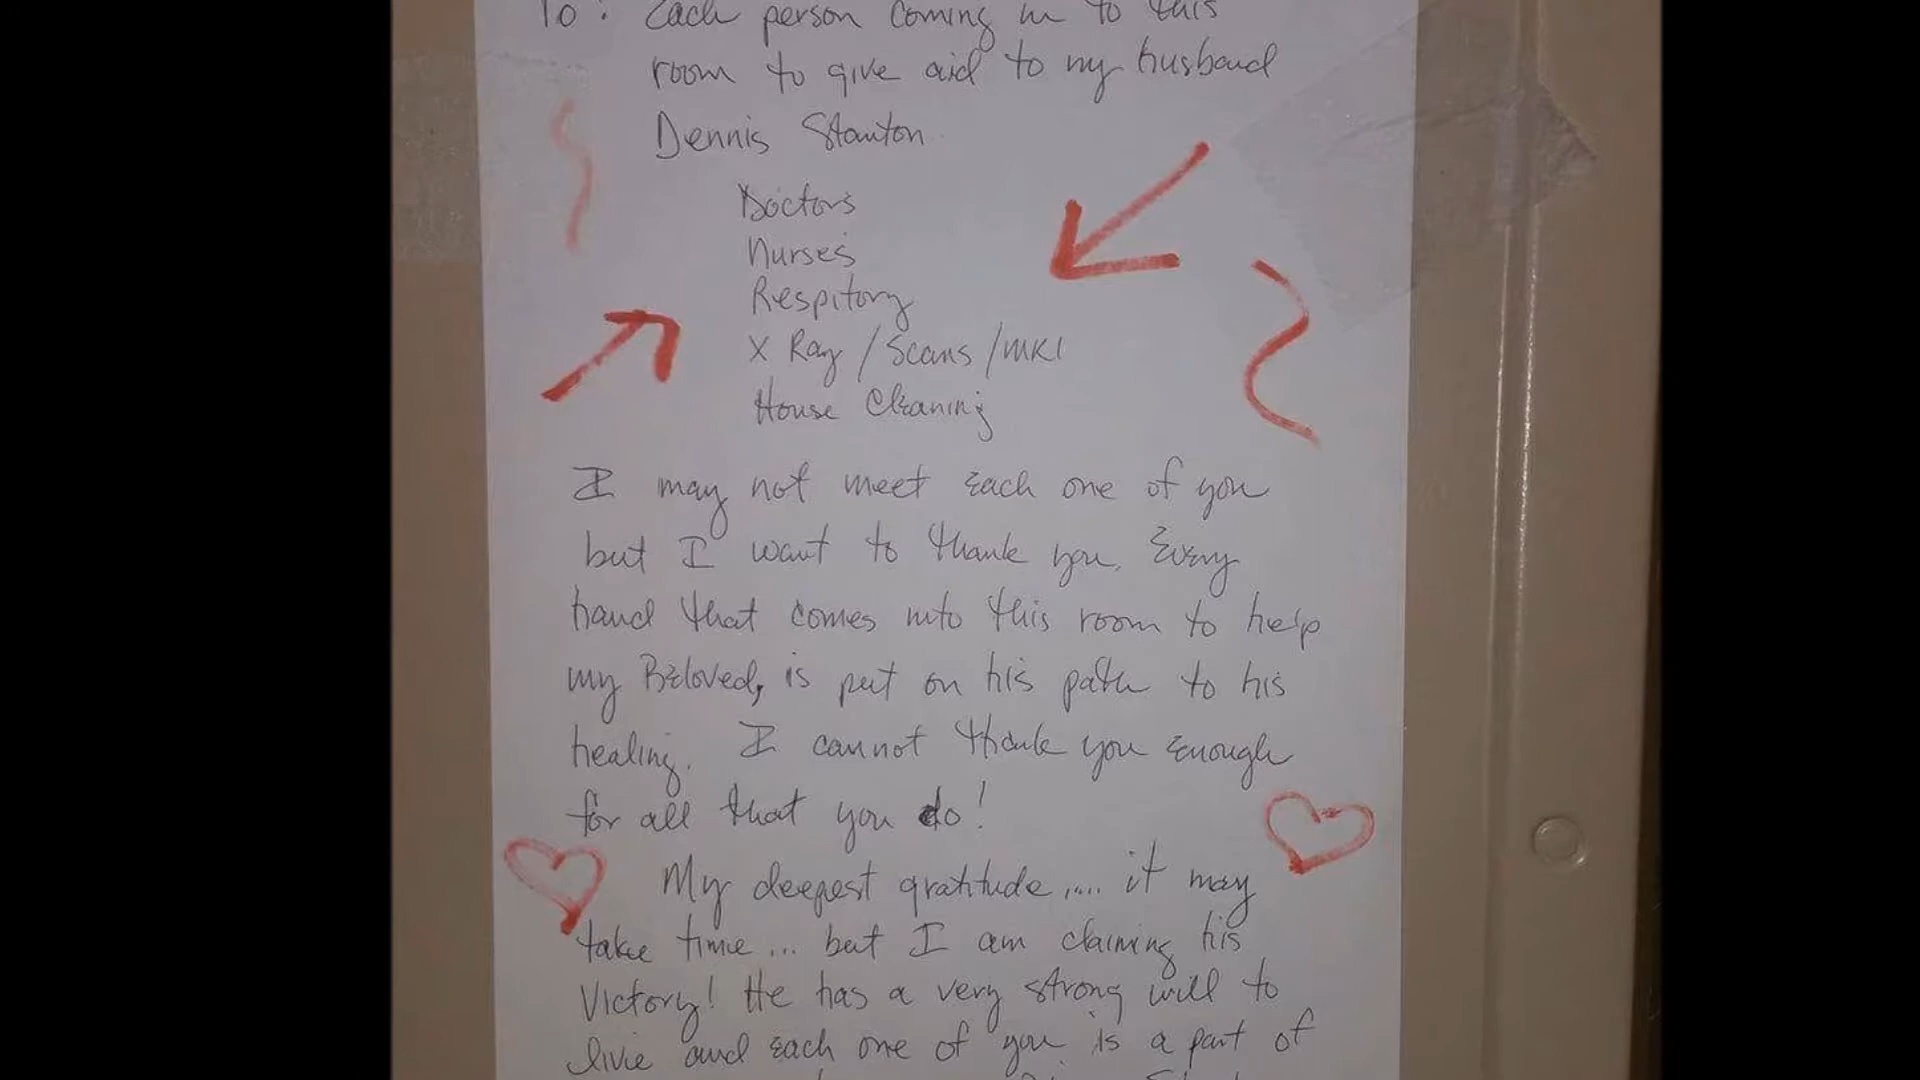 To: Each person coming in to this
room to give aid to my husband
Dennis Stanton
Doctors
Nurses
Respitory
X Ray / Scans / MRI
House Cleaning
I may not meet each one of you
but I want to thank you. Every
hand that comes into this room to help
my Beloved, is put on his path to his
healing. I cannot thank you enough
for all that you do!
My deepest gratitude..... it may
take time... but I am claiming his
Victory! He has a very strong will to
live and each one of you is a part of